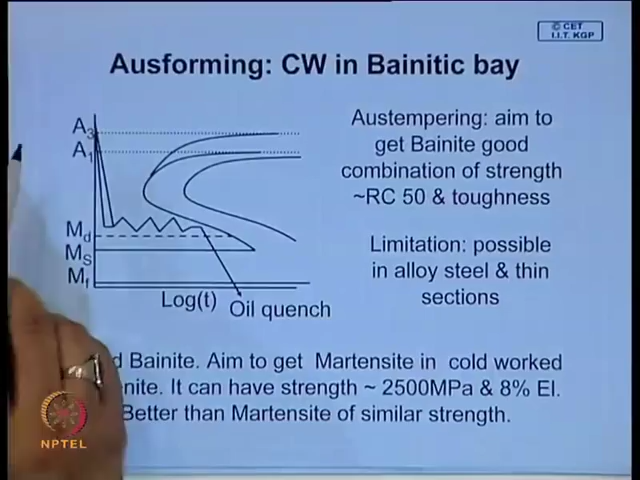 © CET
I.I.T. KGP
Ausforming: CW in Bainitic bay
A3
A1
Md
MS
Mf
Log(t)
Oil quench
Austempering: aim to
get Bainite good
combination of strength
~RC 50 & toughness
Limitation: possible
in alloy steel & thin
sections
d Bainite. Aim to get Martensite in cold worked
nite. It can have strength ~ 2500MPa & 8% El.
Better than Martensite of similar strength.
NPTEL